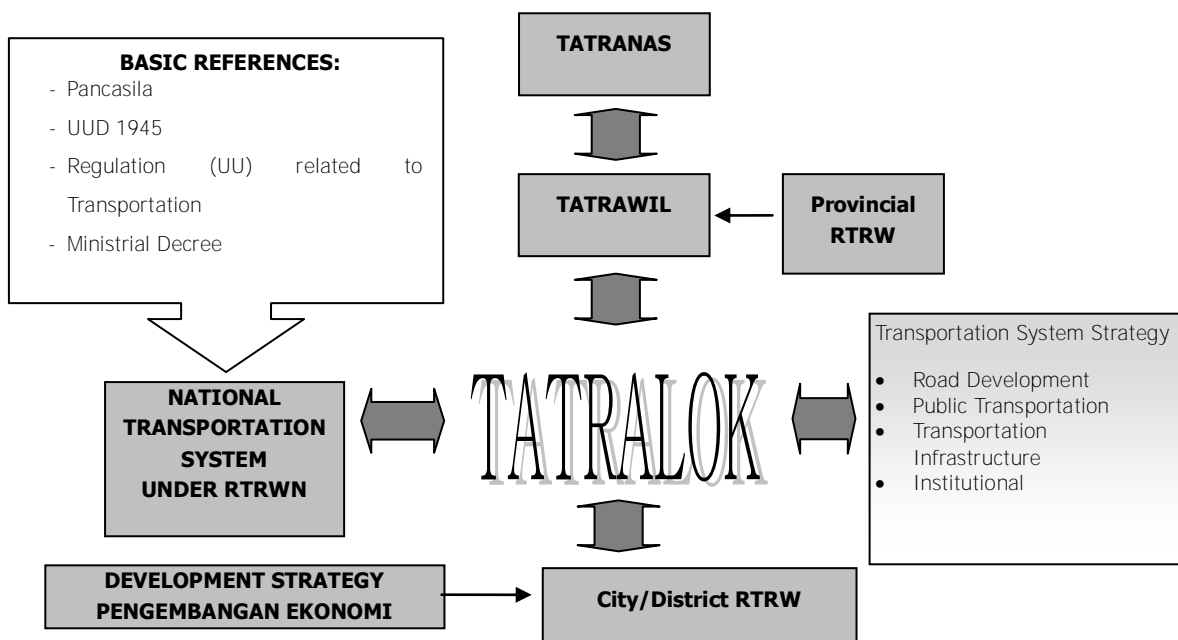 BASIC REFERENCES:
- Pancasila
- UUD 1945
- Regulation (UU) related to
Transportation
- Ministrial Decree
TATRANAS
TATRAWIL
Provincial
RTRW
NATIONAL
TRANSPORTATION
SYSTEM
UNDER RTRWN
TATRALOK
Transportation System Strategy
• Road Development
• Public Transportation
• Transportation
Infrastructure
• Institutional
DEVELOPMENT STRATEGY
PENGEMBANGAN EKONOMI
City/District RTRW